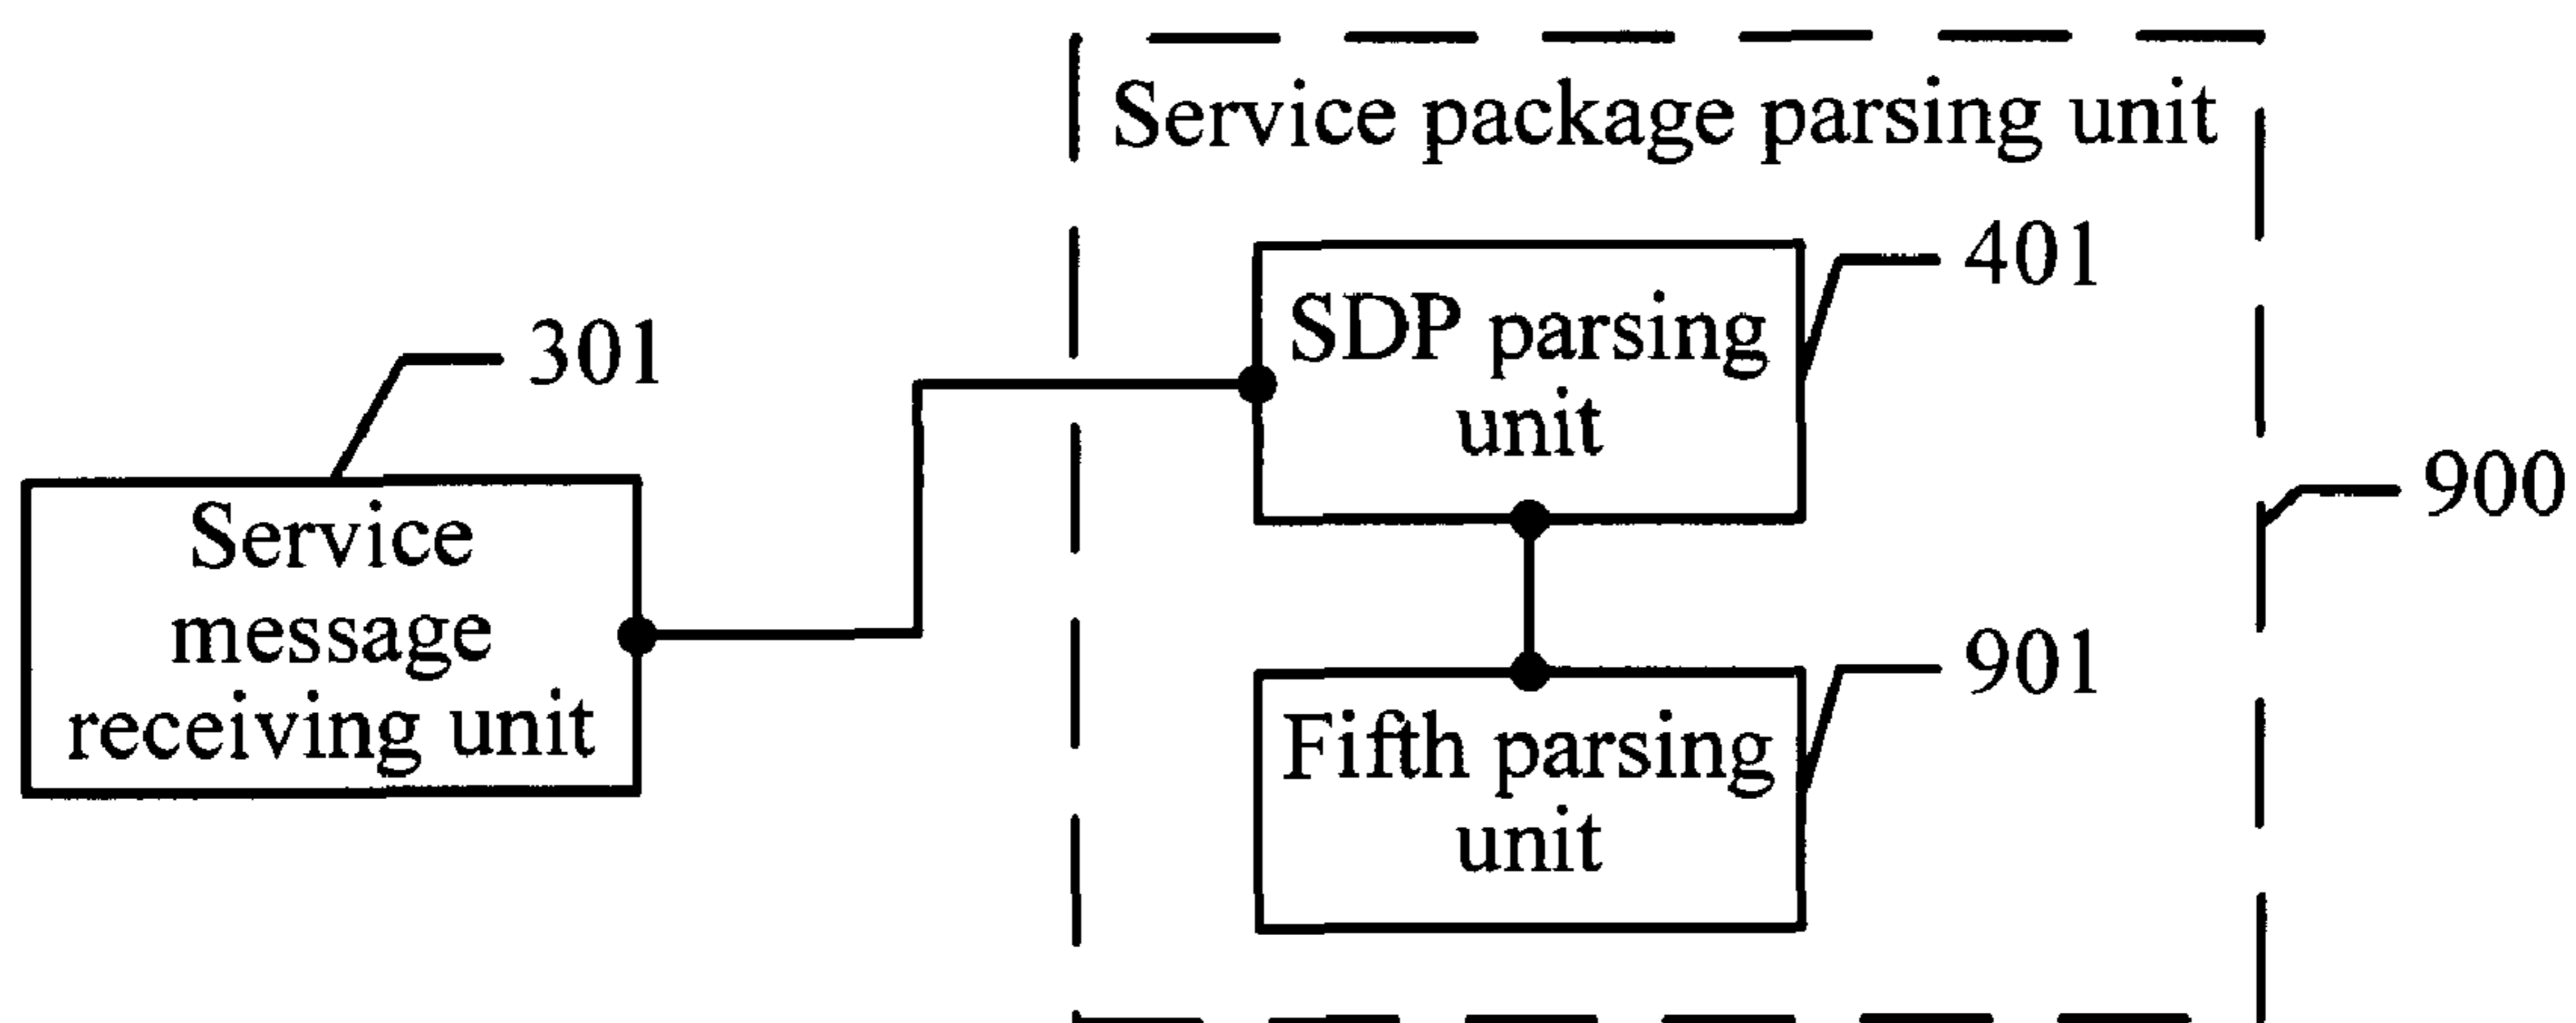 Service package parsing unit
401
SDP parsing
unit
301
900
Service
message
receiving unit
901
Fifth parsing
unit